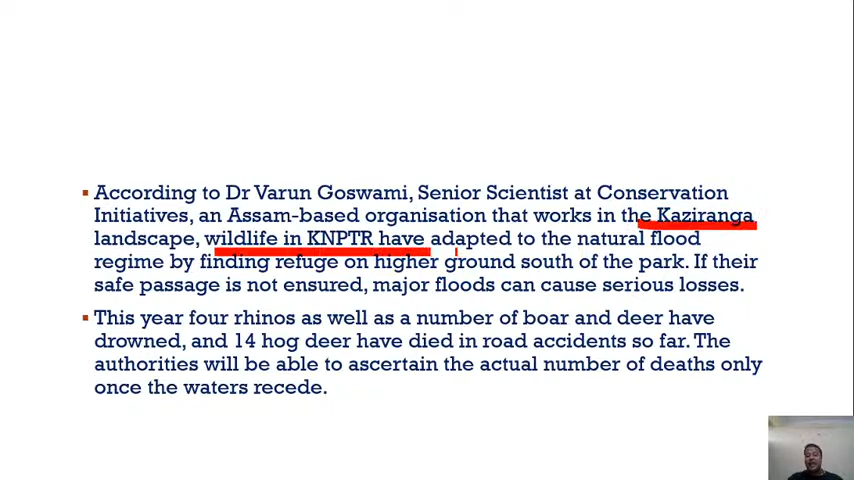 According to Dr Varun Goswami, Senior Scientist at Conservation
Initiatives, an Assam-based organisation that works in the Kaziranga
landscape, wildlife in KNPTR have adapted to the natural flood
regime by finding refuge on higher ground south of the park. If their
safe passage is not ensured, major floods can cause serious losses.
This year four rhinos as well as a number of boar and deer have
drowned, and 14 hog deer have died in road accidents so far. The
authorities will be able to ascertain the actual number of deaths only
once the waters recede.